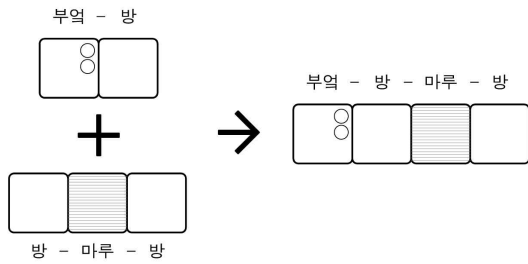 부엌 – 방
방 – 마루 – 방
부엌 – 방 – 마루 – 방